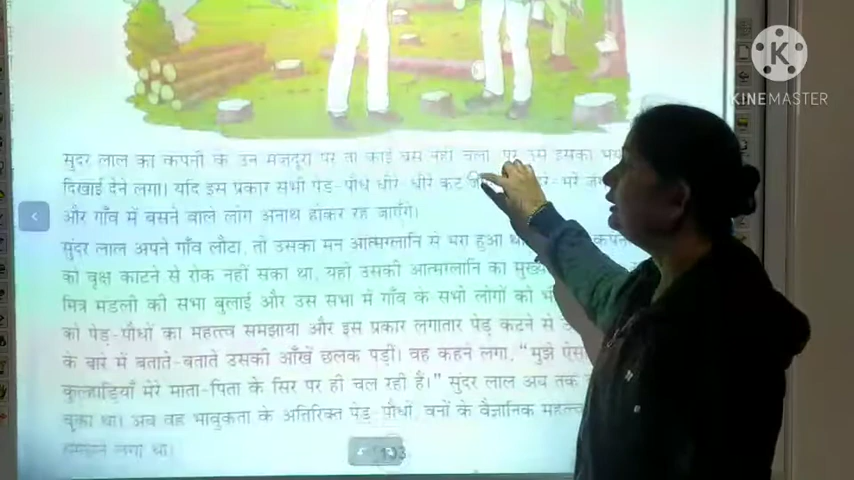 K
KINEMASTER
सुंदर लाल का कंपनी के उन मजदूरों पर तो कोई बस नहीं चला पर उसे इसका
दिखाई देने लगा। यदि इस प्रकार सभी पेड़-पौधे धीरे-धीरे कट
और गाँव में बसने वाले लोग अनाथ होकर रह जाएँगे।
सुंदर लाल अपने गाँव लौटा, तो उसका मन आत्मग्लानि से भरा हुआ
को वृक्ष काटने से रोक नहीं सका था, यही उसकी आत्मग्लानि का
मित्र मंडली की सभा बुलाई और उस सभा में गाँव के सभी लोगों को
को पेड़-पौधों का महत्त्व समझाया और इस प्रकार लगातार पेड़ कटने से
के बारे में बताते-बताते उसकी आँखें छलक पड़ीं। वह कहने लगा, "मुझे
कुल्हाड़ियाँ मेरे माता-पिता के सिर पर ही चल रही हैं।" सुंदर लाल अब तक
चुका था। अब वह भावुकता के अतिरिक्त पेड़-पौधों, वनों के वैज्ञानिक
लगा था।